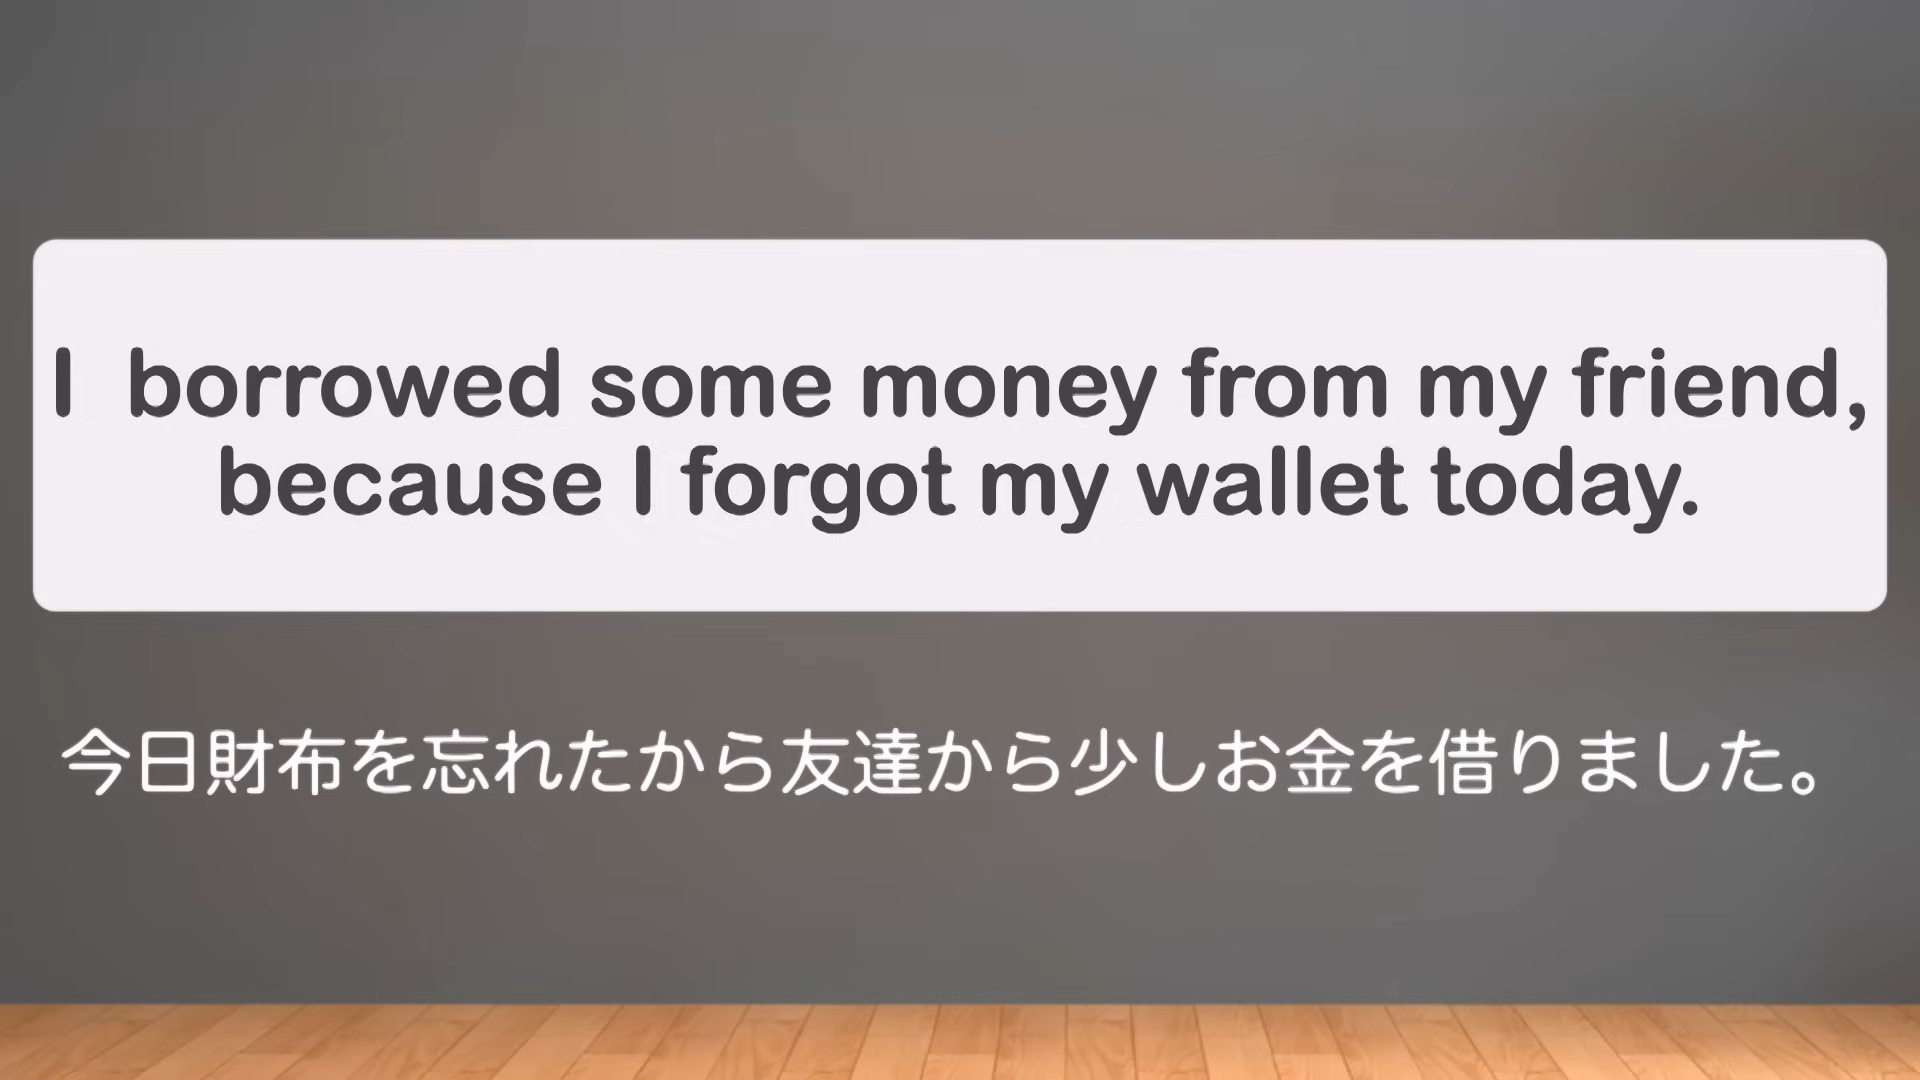 I  borrowed some money from my friend,
because I forgot my wallet today.
今日財布を忘れたから友達から少しお金を借りました。